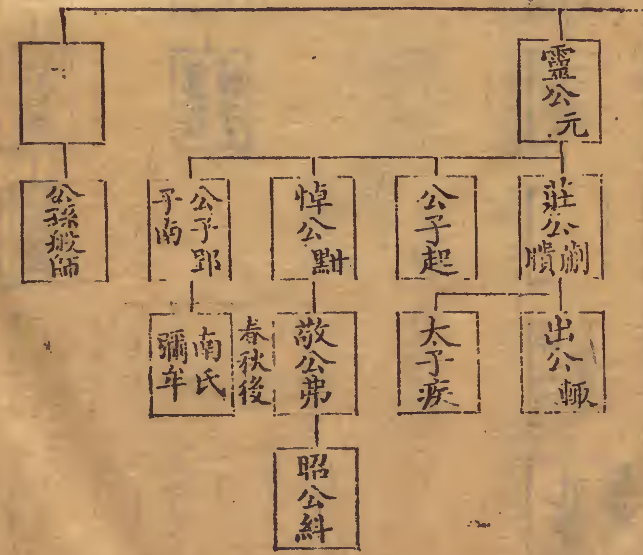 靈公元
莊公蒯
聵
公子起
悼公黚
公子郢
子南
公孫般師
出公輒
太子疾
春秋後
敬公弗
南氏
彌牟
昭公糾